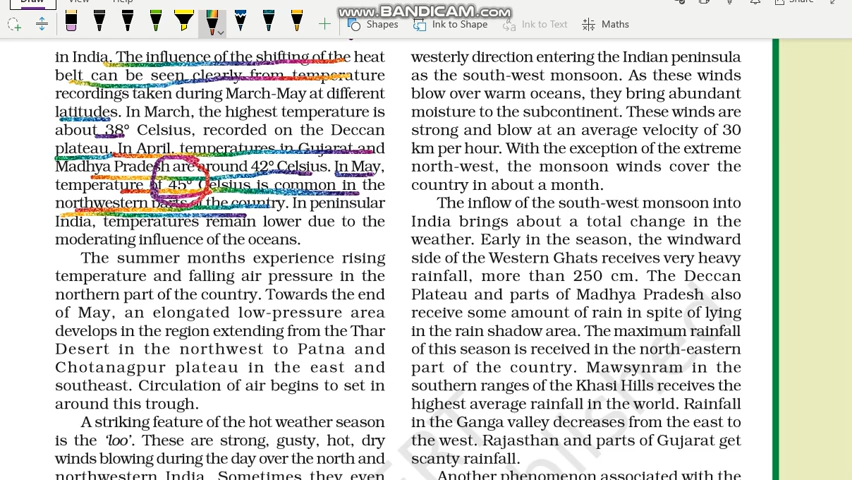 Draw
www.BANDICAM.com
Shapes
Ink to Shape
Ink to Text
Maths
in India. The influence of the shifting of the heat
belt can be seen clearly from temperature
recordings taken during March-May at different
latitudes. In March, the highest temperature is
about 38° Celsius, recorded on the Deccan
plateau. In April, temperatures in Gujarat and
Madhya Pradesh are around 42° Celsius. In May,
temperature of 45° Celsius is common in the
northwestern parts of the country. In peninsular
India, temperatures remain lower due to the
moderating influence of the oceans.
The summer months experience rising
temperature and falling air pressure in the
northern part of the country. Towards the end
of May, an elongated low-pressure area
develops in the region extending from the Thar
Desert in the northwest to Patna and
Chotanagpur plateau in the east and
southeast. Circulation of air begins to set in
around this trough.
A striking feature of the hot weather season
is the 'loo'. These are strong, gusty, hot, dry
winds blowing during the day over the north and
northwestern India. Sometimes they even
westerly direction entering the Indian peninsula
as the south-west monsoon. As these winds
blow over warm oceans, they bring abundant
moisture to the subcontinent. These winds are
strong and blow at an average velocity of 30
km per hour. With the exception of the extreme
north-west, the monsoon winds cover the
country in about a month.
The inflow of the south-west monsoon into
India brings about a total change in the
weather. Early in the season, the windward
side of the Western Ghats receives very heavy
rainfall, more than 250 cm. The Deccan
Plateau and parts of Madhya Pradesh also
receive some amount of rain in spite of lying
in the rain shadow area. The maximum rainfall
of this season is received in the north-eastern
part of the country. Mawsynram in the
southern ranges of the Khasi Hills receives the
highest average rainfall in the world. Rainfall
in the Ganga valley decreases from the east to
the west. Rajasthan and parts of Gujarat get
scanty rainfall.
Another phenomenon associated with the